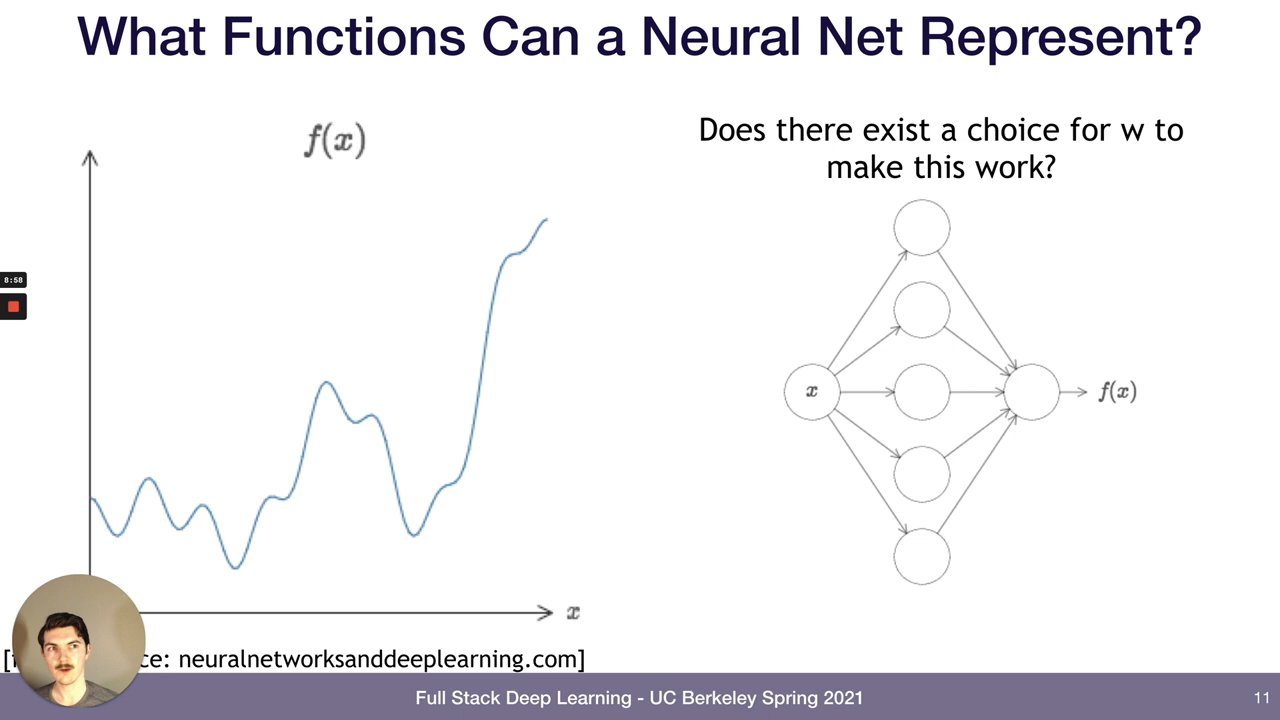 What Functions Can a Neural Net Represent?
f(x)
Does there exist a choice for w to
make this work?
8:58
x
f(x)
x
: neuralnetworksanddeeplearning.com]
Full Stack Deep Learning - UC Berkeley Spring 2021
11